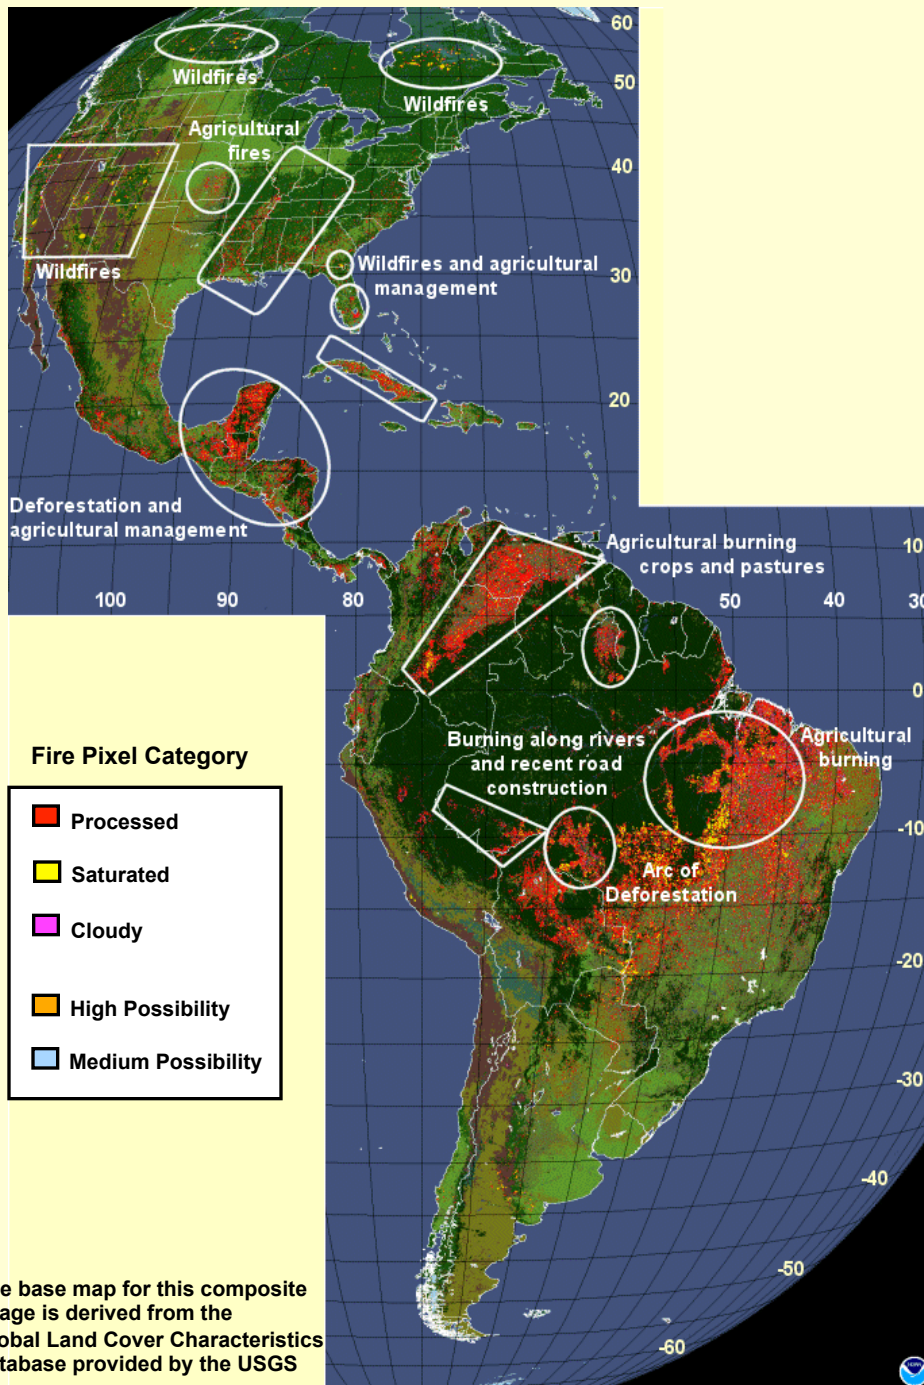 60
Wildfires
50
Wildfires
Agricultural
fires
40
Wildfires
Wildfires and agricultural
management
30
20
Deforestation and
agricultural management
Agricultural burning
crops and pastures
10
100
90
80
50
40
30
0
Burning along rivers
and recent road
construction
Agricultural
burning
-10
Arc of
Deforestation
-20
-30
-40
-50
-60
Fire Pixel Category
Processed
Saturated
Cloudy
High Possibility
Medium Possibility
e base map for this composite
age is derived from the
obal Land Cover Characteristics
tabase provided by the USGS